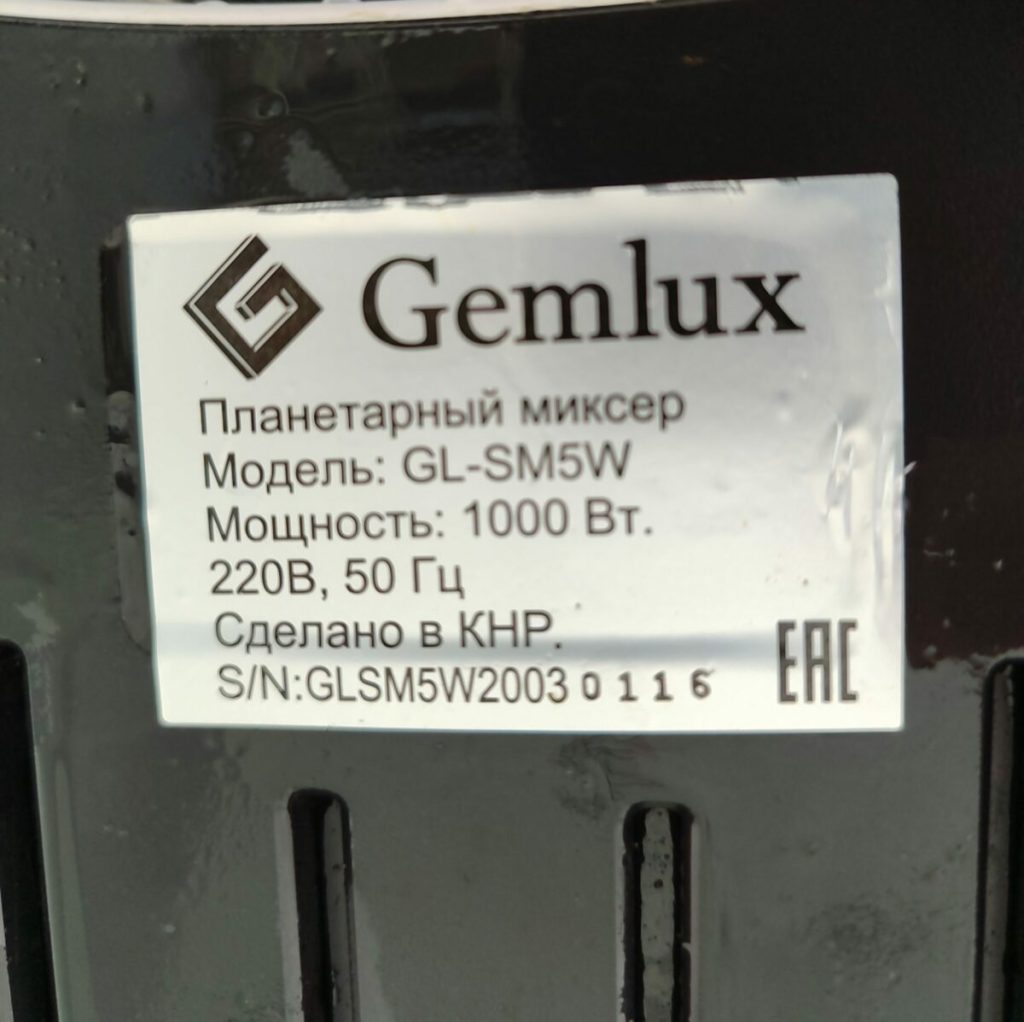 Gemlux
Планетарный миксер
Модель: GL-SM5W
Мощность: 1000 Вт.
220В, 50 Гц
Сделано в КНР.
S/N:GLSM5W2003 0 1 1 6
EAC